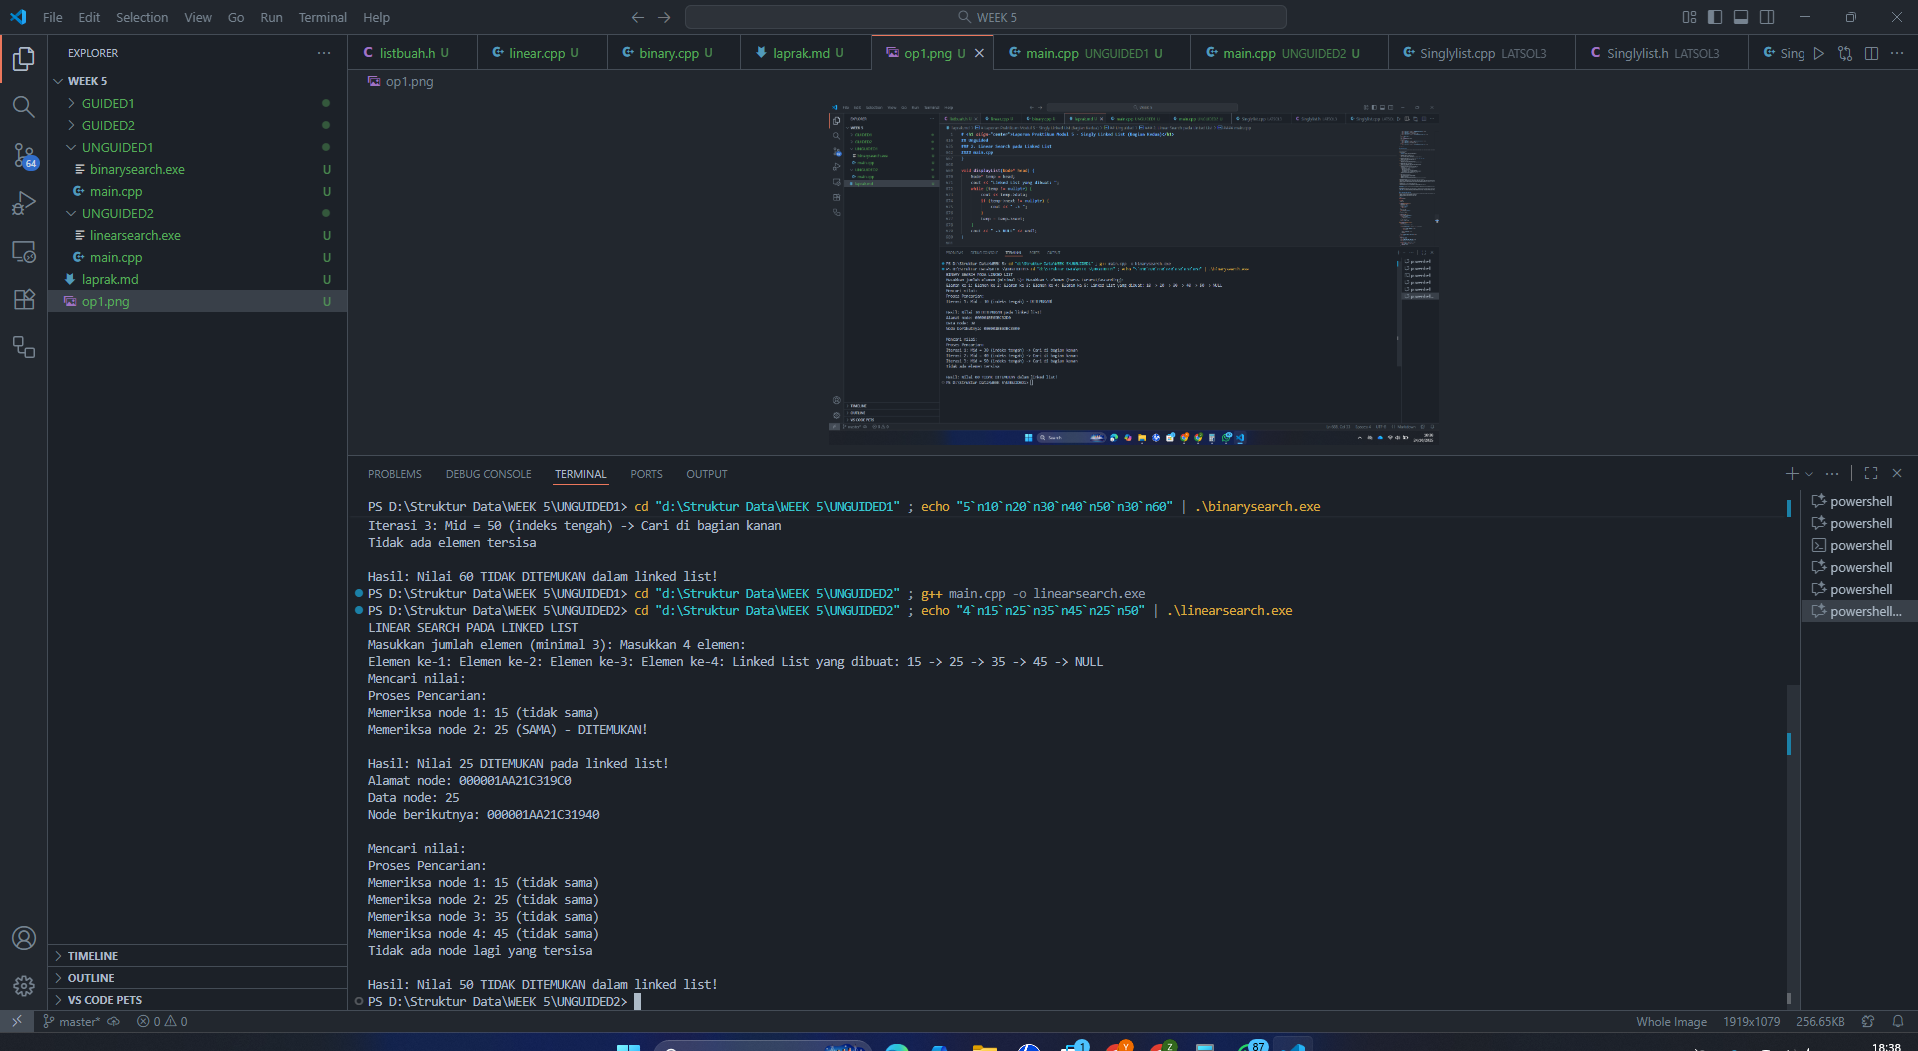 File Edit Selection View Go Run Terminal Help
WEEK 5
EXPLORER
WEEK 5
GUIDED1
GUIDED2
UNGUIDED1
binarysearch.exe U
main.cpp U
UNGUIDED2
linearsearch.exe U
main.cpp U
laprak.md U
op1.png U
TIMELINE
OUTLINE
VS CODE PETS
64
listbuah.h U linear.cpp U binary.cpp U laprak.md U op1.png U main.cpp UNGUIDED1 U main.cpp UNGUIDED2 U Singlylist.cpp LATSOL3 Singlylist.h LATSOL3 Sing
op1.png
PROBLEMS DEBUG CONSOLE TERMINAL PORTS OUTPUT
PS D:\Struktur Data\WEEK 5\UNGUIDED1> cd "d:\Struktur Data\WEEK 5\UNGUIDED1" ; echo "5`n10`n20`n30`n40`n50`n30`n60" | .\binarysearch.exe
Iterasi 3: Mid = 50 (indeks tengah) -> Cari di bagian kanan
Tidak ada elemen tersisa
Hasil: Nilai 60 TIDAK DITEMUKAN dalam linked list!
PS D:\Struktur Data\WEEK 5\UNGUIDED1> cd "d:\Struktur Data\WEEK 5\UNGUIDED2" ; g++ main.cpp -o linearsearch.exe
PS D:\Struktur Data\WEEK 5\UNGUIDED2> cd "d:\Struktur Data\WEEK 5\UNGUIDED2" ; echo "4`n15`n25`n35`n45`n25`n50" | .\linearsearch.exe
LINEAR SEARCH PADA LINKED LIST
Masukkan jumlah elemen (minimal 3): Masukkan 4 elemen:
Elemen ke-1: Elemen ke-2: Elemen ke-3: Elemen ke-4: Linked List yang dibuat: 15 -> 25 -> 35 -> 45 -> NULL
Mencari nilai:
Proses Pencarian:
Memeriksa node 1: 15 (tidak sama)
Memeriksa node 2: 25 (SAMA) - DITEMUKAN!
Hasil: Nilai 25 DITEMUKAN pada linked list!
Alamat node: 000001AA21C319C0
Data node: 25
Node berikutnya: 000001AA21C31940
Mencari nilai:
Proses Pencarian:
Memeriksa node 1: 15 (tidak sama)
Memeriksa node 2: 25 (tidak sama)
Memeriksa node 3: 35 (tidak sama)
Memeriksa node 4: 45 (tidak sama)
Tidak ada node lagi yang tersisa
Hasil: Nilai 50 TIDAK DITEMUKAN dalam linked list!
PS D:\Struktur Data\WEEK 5\UNGUIDED2>
powershell
powershell
powershell
powershell
powershell
powershell...
master* 0 0
Whole Image 1919x1079 256.65KB
1 Y Z 87
18:38